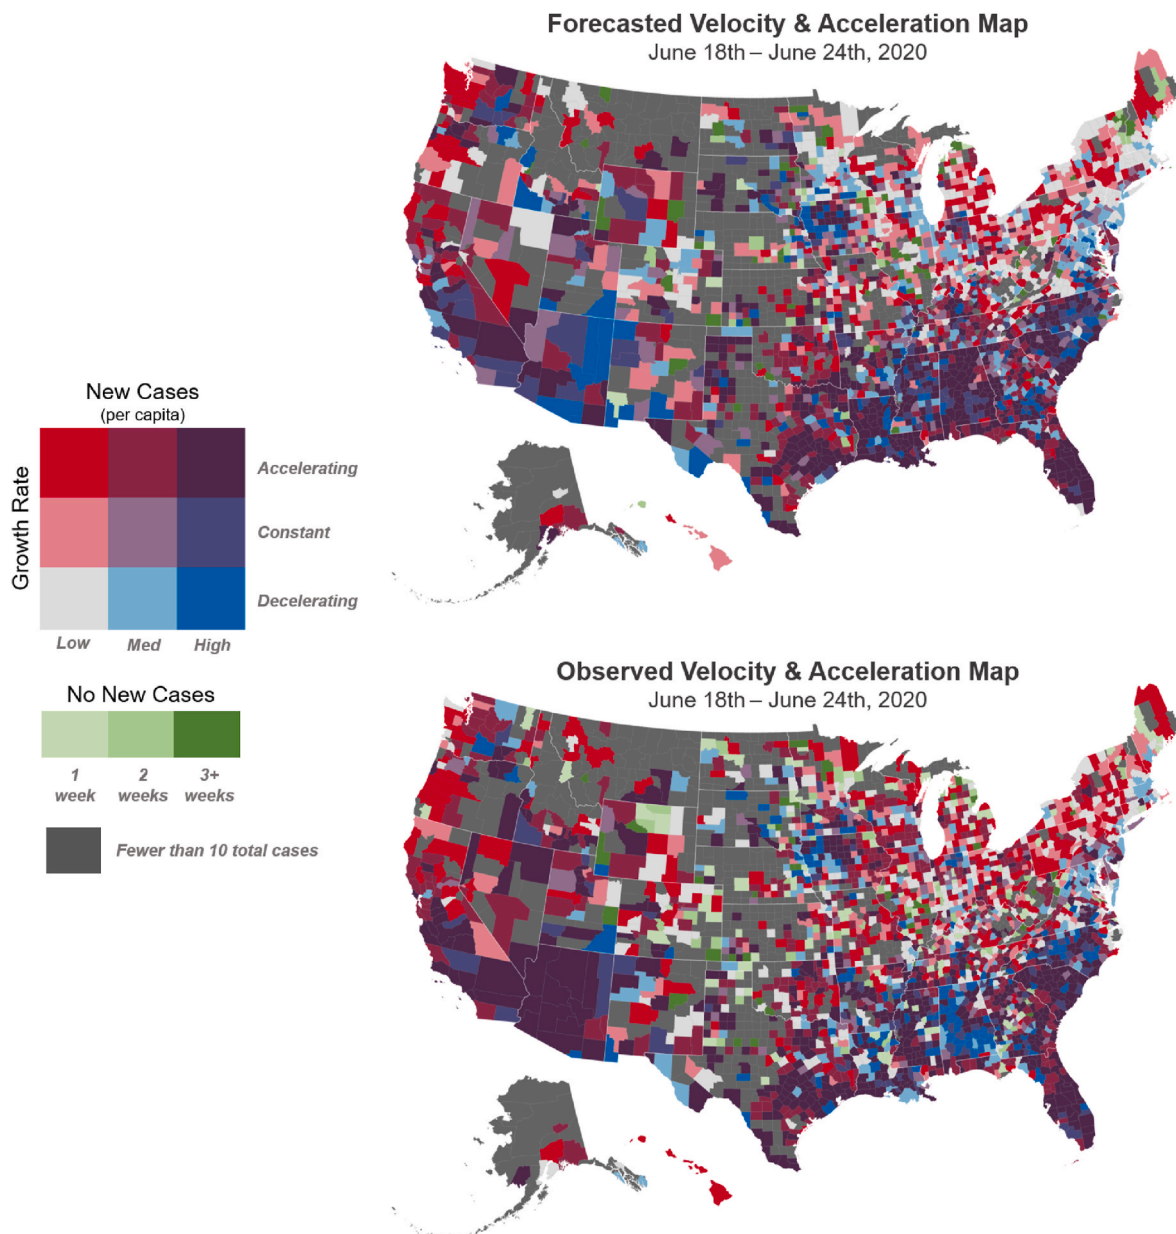 Forecasted Velocity & Acceleration Map
June 18th – June 24th, 2020
New Cases
(per capita)
Growth Rate
Accelerating
Constant
Decelerating
Low Med High
No New Cases
1 week
2 weeks
3+ weeks
Fewer than 10 total cases
Observed Velocity & Acceleration Map
June 18th – June 24th, 2020